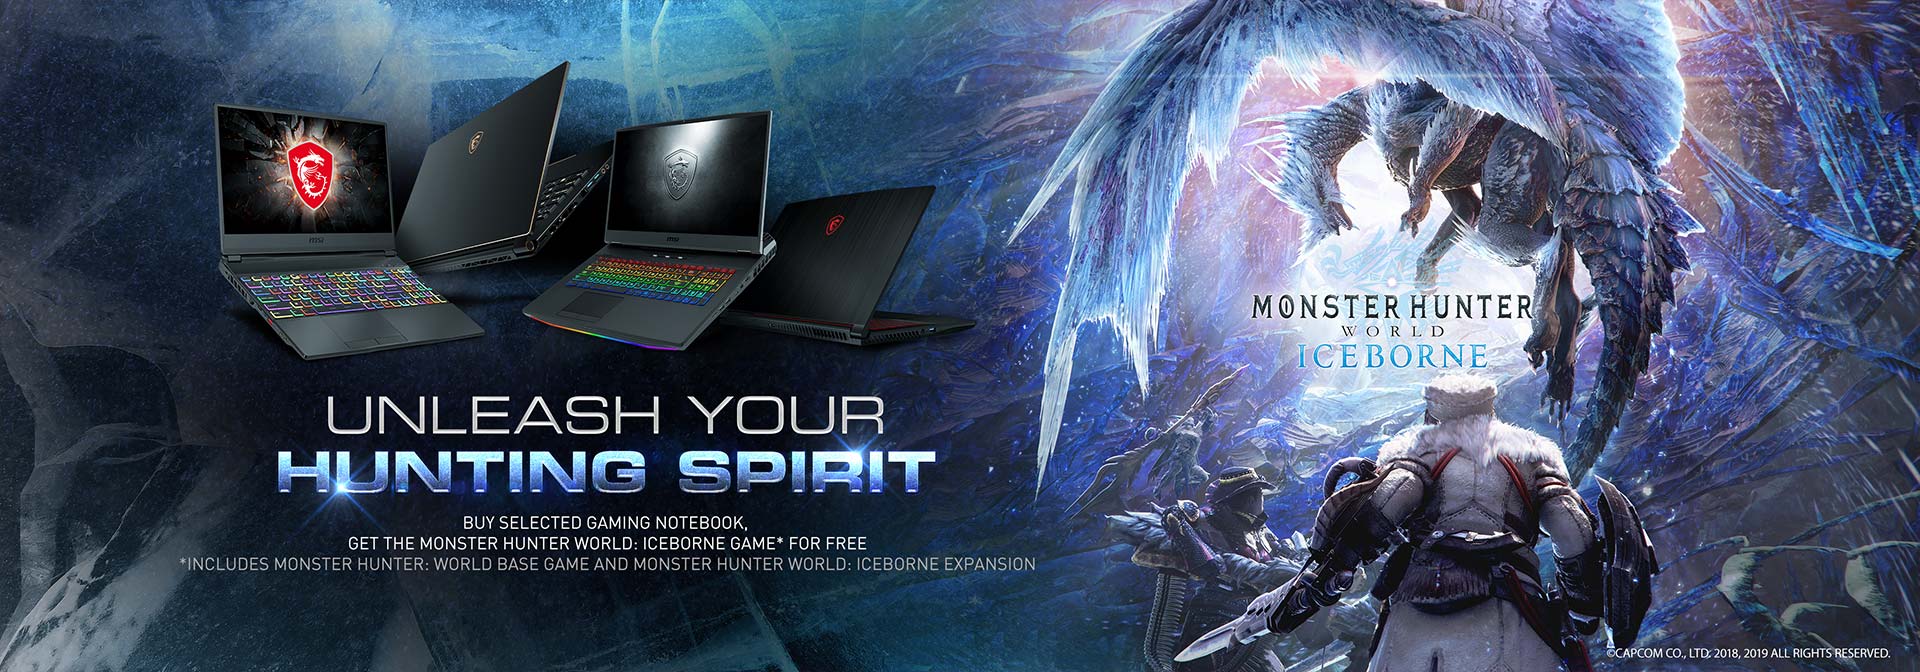 msi
msi
UNLEASH YOUR
HUNTING SPIRIT
BUY SELECTED GAMING NOTEBOOK,
GET THE MONSTER HUNTER WORLD: ICEBORNE GAME* FOR FREE
*INCLUDES MONSTER HUNTER: WORLD BASE GAME AND MONSTER HUNTER WORLD: ICEBORNE EXPANSION
MONSTER HUNTER
WORLD
ICEBORNE
©CAPCOM CO., LTD. 2018, 2019 ALL RIGHTS RESERVED.